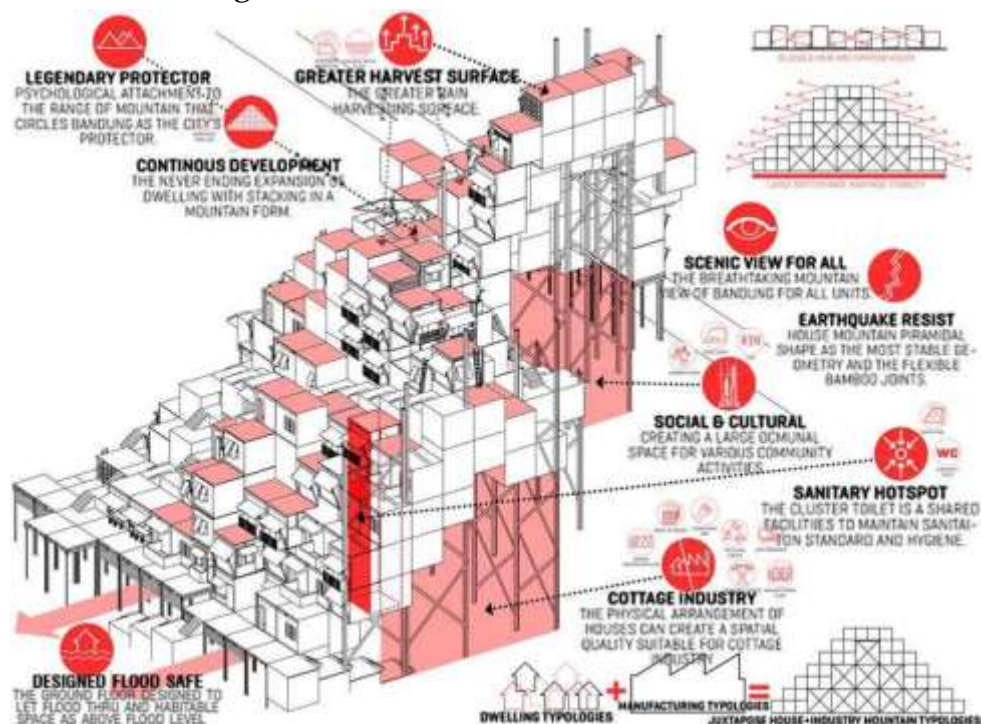 LEGENDARY PROTECTOR
PSYCHOLOGICAL ATTACHMENT TO
THE RANGE OF MOUNTAIN THAT
CIRCLES BANDUNG AS THE CITY'S
PROTECTOR.
GREATER HARVEST SURFACE
THE GREATER RAIN
HARVESTING SURFACE.
CONTINOUS DEVELOPMENT
THE NEVER ENDING EXPANSION OF
DWELLING WITH STACKING IN A
MOUNTAIN FORM.
SCENIC VIEW FOR ALL
THE BREATHTAKING MOUNTAIN
VIEW OF BANDUNG FOR ALL UNITS.
EARTHQUAKE RESIST
HOUSE MOUNTAIN PIRAMIDAL
SHAPE AS THE MOST STABLE GE-
OMETRY AND THE FLEXIBLE
BAMBOO JOINTS.
SOCIAL & CULTURAL
CREATING A LARGE OCMUNAL
SPACE FOR VARIOUS COMMUNITY
ACTIVITIES
WC
SANITARY HOTSPOT
THE CLUSTER TOILET IS A SHARED
FACILITIIES TO MAINTAIN SANITAI-
TON STANDARD AND HYGIENE.
COTTAGE INDUSTRY
THE PHYSICAL ARRANGEMENT OF
HOUSES CAN CREATE A SPATIAL
QUALITY SUITABLE FOR COTTAGE
INDUSTRY
DESIGNED FLOOD SAFE
THE GROUND FLOOR DESIGNED TO
LET FLOOD THRU AND HABITABLE
SPACE AS ABOVE FLOOD LEVEL
DWELLING TYPOLOGIES
MANUFACTURING TYPOLOGIES
JUXTAPOSE HOUSE+INDUSTRY MOUNTAIN TYPOLOGIES